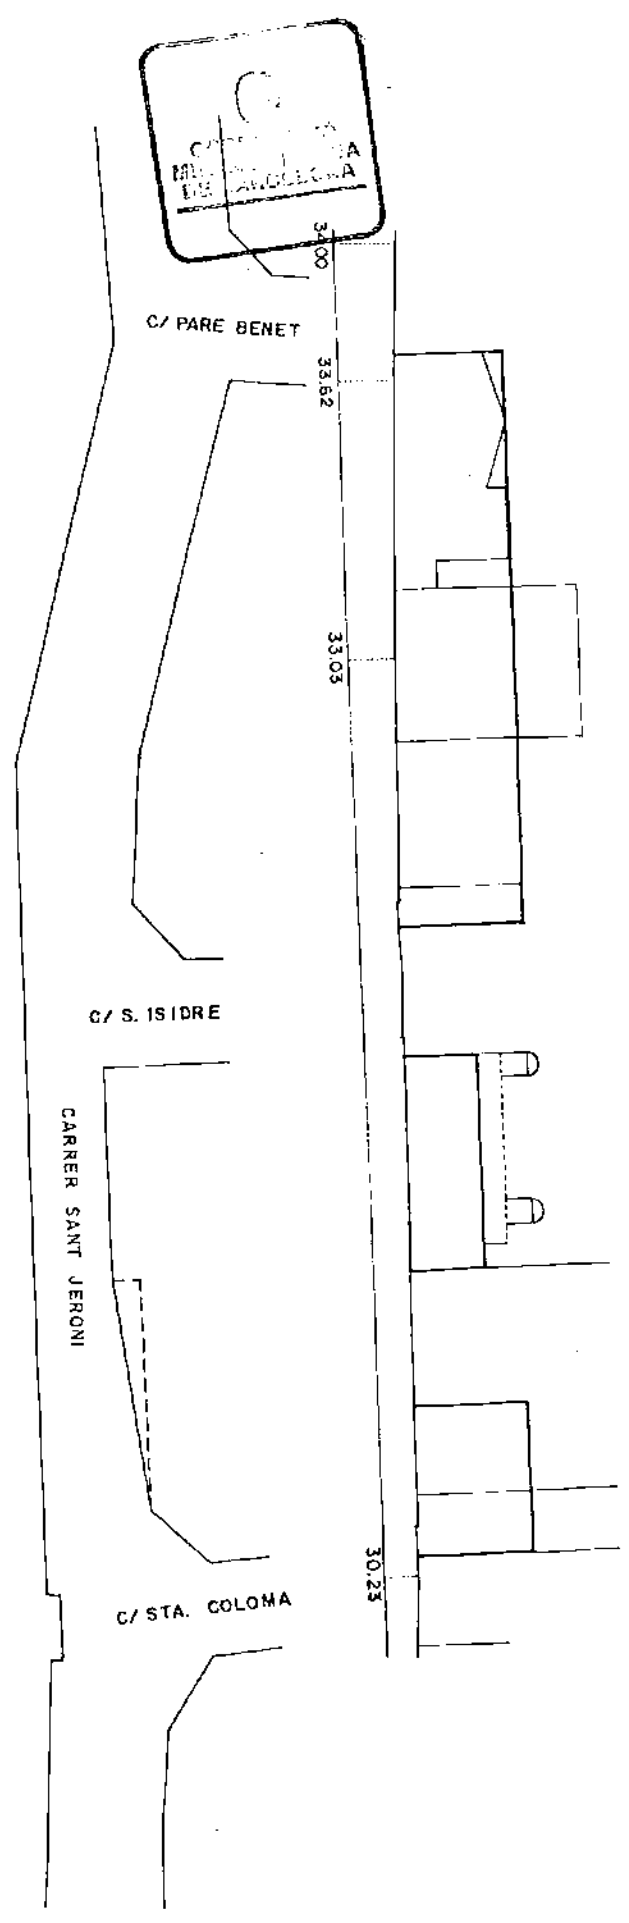 34.00
C/ PARE BENET
33.62
33.03
C/ S. ISIDRE
CARRER SANT JERONI
30.23
C/ STA. COLOMA